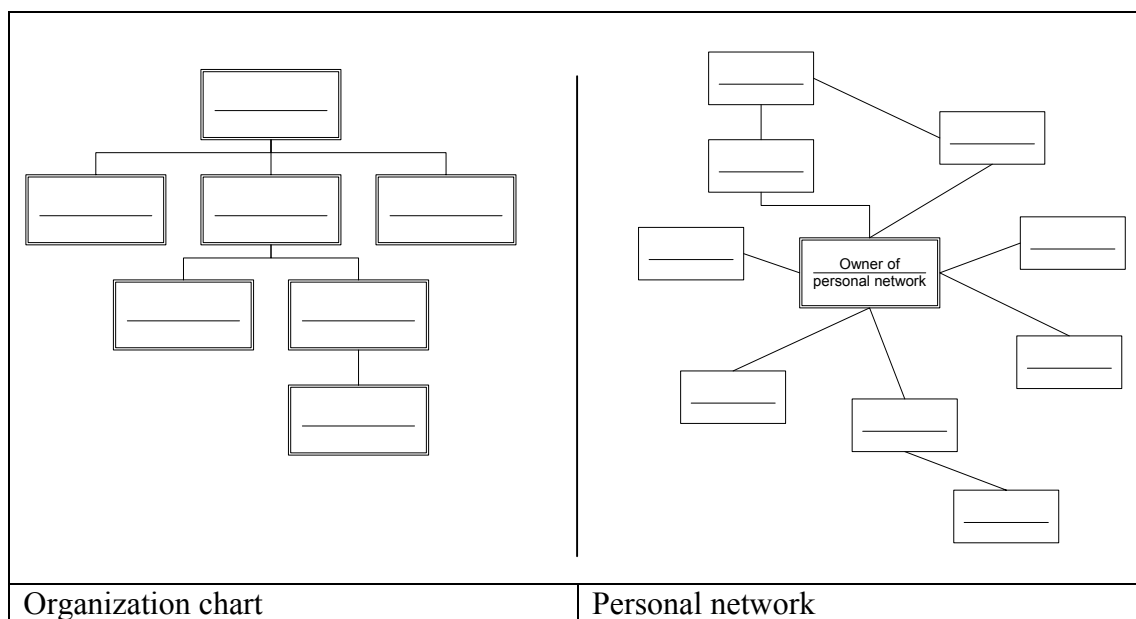 Owner of
personal network
Organization chart
Personal network